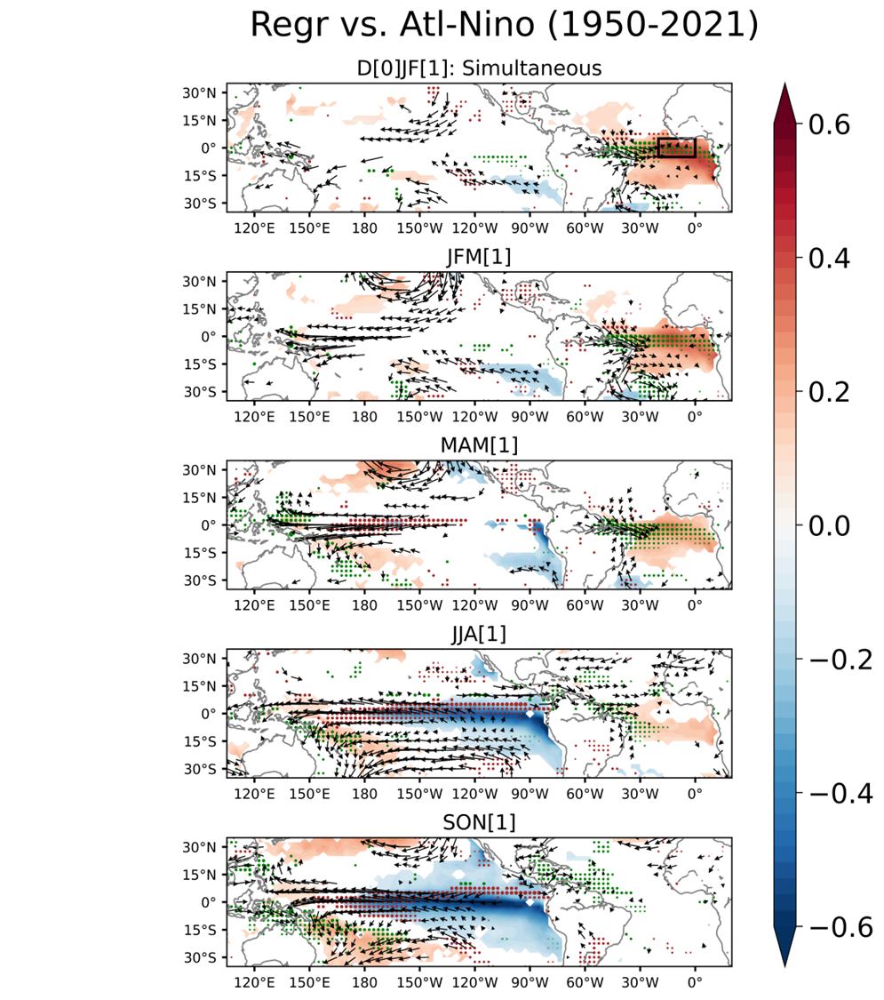 Regr vs. Atl-Nino (1950-2021)
D[0]JF[1]: Simultaneous
30°N
15°N
0°
15°S
30°S
120°E 150°E 180 150°W 120°W 90°W 60°W 30°W 0°
JFM[1]
30°N
15°N
0°
15°S
30°S
120°E 150°E 180 150°W 120°W 90°W 60°W 30°W 0°
MAM[1]
30°N
15°N
0°
15°S
30°S
120°E 150°E 180 150°W 120°W 90°W 60°W 30°W 0°
JJA[1]
30°N
15°N
0°
15°S
30°S
120°E 150°E 180 150°W 120°W 90°W 60°W 30°W 0°
SON[1]
30°N
15°N
0°
15°S
30°S
120°E 150°E 180 150°W 120°W 90°W 60°W 30°W 0°
0.6
0.4
0.2
0.0
−0.2
−0.4
−0.6